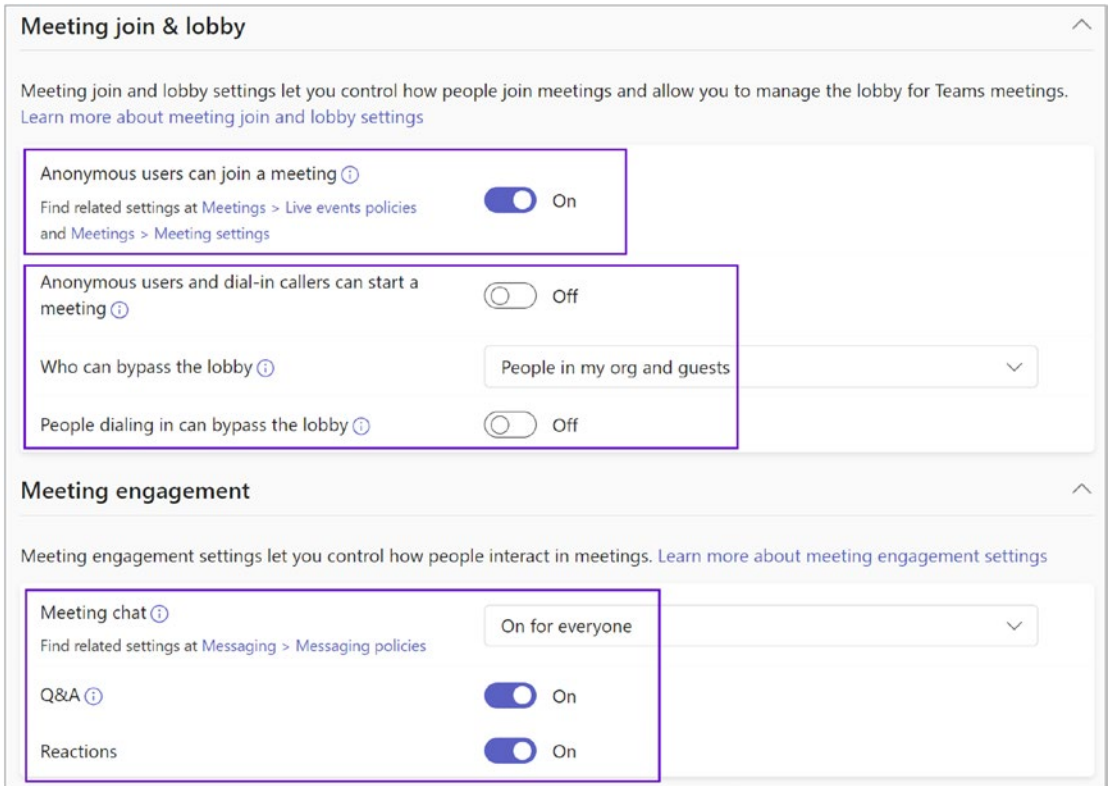 Meeting join & lobby
Meeting join and lobby settings let you control how people join meetings and allow you to manage the lobby for Teams meetings.
Learn more about meeting join and lobby settings
Anonymous users can join a meeting
On
Find related settings at Meetings > Live events policies
and Meetings > Meeting settings
Anonymous users and dial-in callers can start a
meeting
Off
Who can bypass the lobby
People in my org and guests
People dialing in can bypass the lobby
Off
Meeting engagement
Meeting engagement settings let you control how people interact in meetings. Learn more about meeting engagement settings
Meeting chat
On for everyone
Find related settings at Messaging > Messaging policies
Q&A
On
Reactions
On